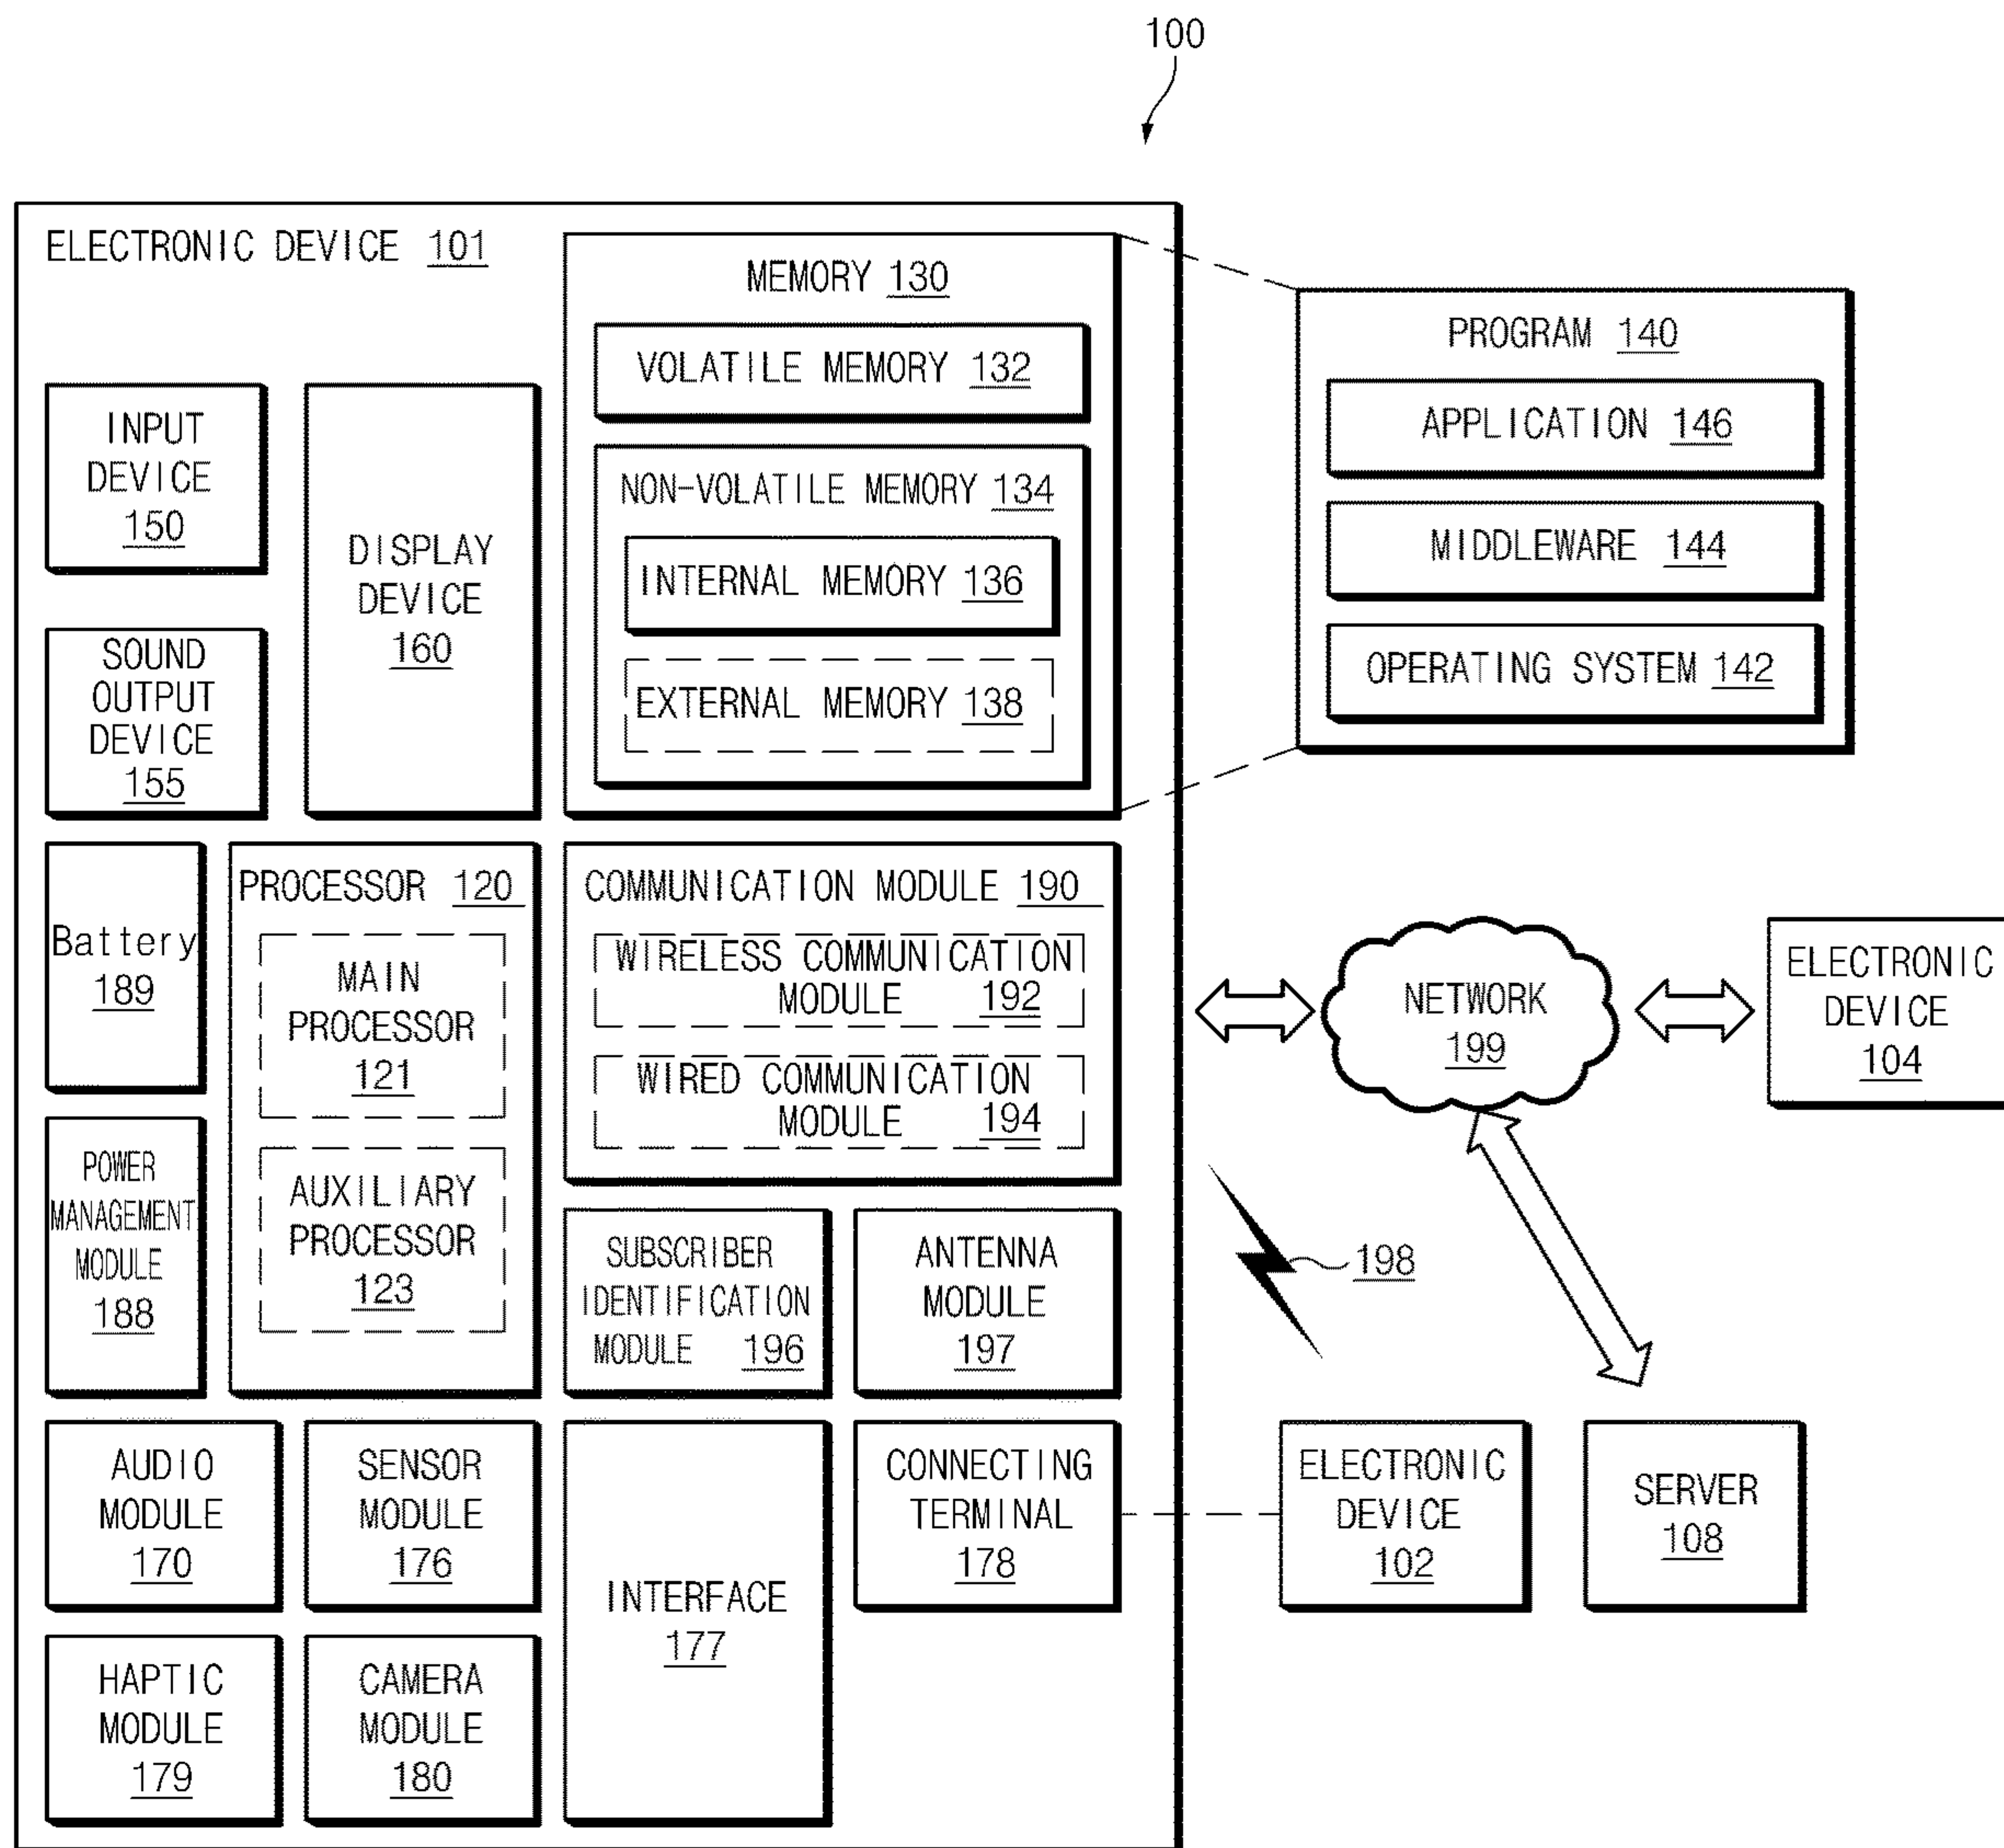 100
ELECTRONIC DEVICE 101
MEMORY 130
VOLATILE MEMORY 132
NON-VOLATILE MEMORY 134
INTERNAL MEMORY 136
EXTERNAL MEMORY 138
PROGRAM 140
APPLICATION 146
MIDDLEWARE 144
OPERATING SYSTEM 142
INPUT
DEVICE
150
SOUND
OUTPUT
DEVICE
155
DISPLAY
DEVICE
160
Battery
189
POWER
MANAGEMENT
MODULE
188
PROCESSOR 120
MAIN
PROCESSOR
121
AUXILIARY
PROCESSOR
123
COMMUNICATION MODULE 190
WIRELESS COMMUNICATION
MODULE 192
WIRED COMMUNICATION
MODULE 194
SUBSCRIBER
IDENTIFICATION
MODULE 196
ANTENNA
MODULE
197
NETWORK
199
ELECTRONIC
DEVICE
104
198
AUDIO
MODULE
170
SENSOR
MODULE
176
INTERFACE
177
CONNECTING
TERMINAL
178
ELECTRONIC
DEVICE
102
SERVER
108
HAPTIC
MODULE
179
CAMERA
MODULE
180